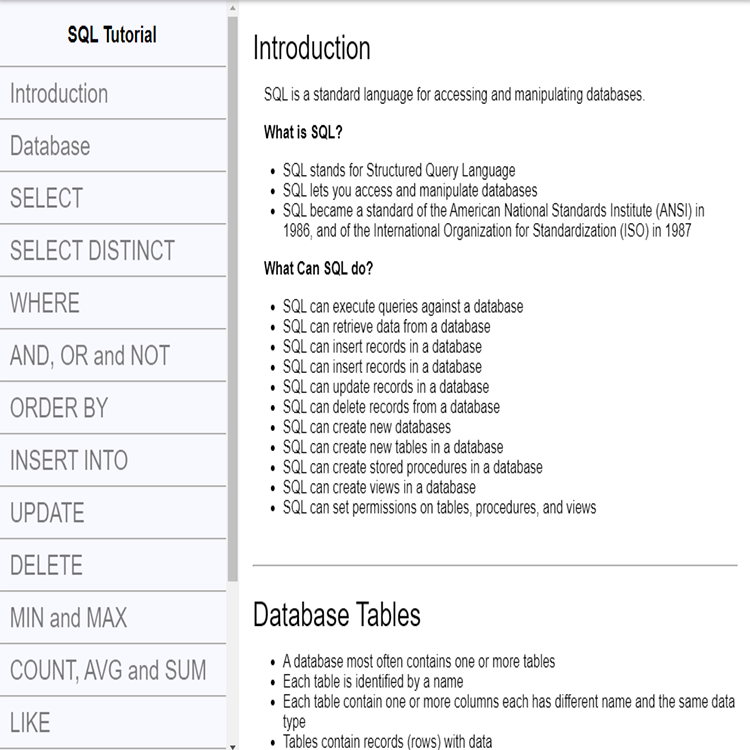 SQL Tutorial
Introduction
Database
SELECT
SELECT DISTINCT
WHERE
AND, OR and NOT
ORDER BY
INSERT INTO
UPDATE
DELETE
MIN and MAX
COUNT, AVG and SUM
LIKE
Introduction
SQL is a standard language for accessing and manipulating databases.
What is SQL?
• SQL stands for Structured Query Language
• SQL lets you access and manipulate databases
• SQL became a standard of the American National Standards Institute (ANSI) in
1986, and of the International Organization for Standardization (ISO) in 1987
What Can SQL do?
• SQL can execute queries against a database
• SQL can retrieve data from a database
• SQL can insert records in a database
• SQL can insert records in a database
• SQL can update records in a database
• SQL can delete records from a database
• SQL can create new databases
• SQL can create new tables in a database
• SQL can create stored procedures in a database
• SQL can create views in a database
• SQL can set permissions on tables, procedures, and views
Database Tables
• A database most often contains one or more tables
• Each table is identified by a name
• Each table contain one or more columns each has different name and the same data
type
• Tables contain records (rows) with data